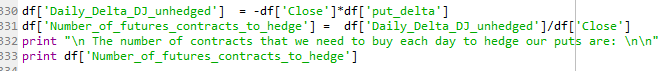 330 df['Daily_Delta_DJ_unhedged']  = -df['Close']*df['put_delta']
331 df['Number_of_futures_contracts_to_hedge'] =  df['Daily_Delta_DJ_unhedged']/df['Close']
332 print "\n The number of contracts that we need to buy each day to hedge our puts are: \n\n"
333 print df['Number_of_futures_contracts_to_hedge']